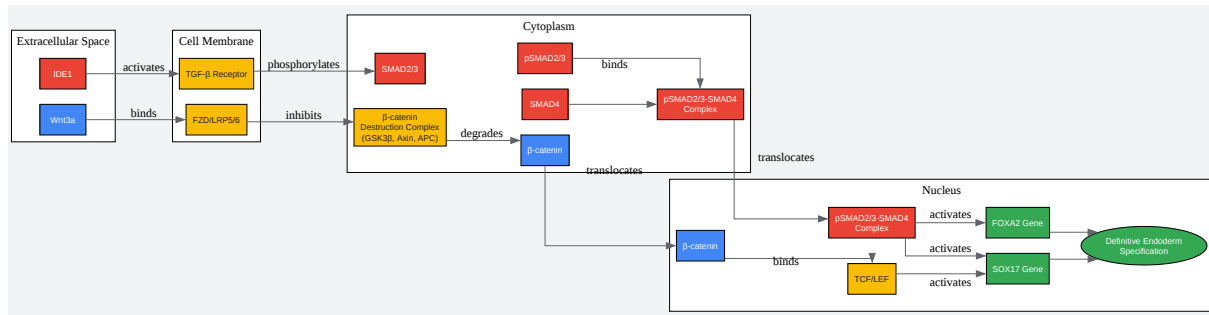 Extracellular Space
IDE1
Wnt3a
activates
binds
Cell Membrane
TGF-β Receptor
FZD/LRP5/6
phosphorylates
inhibits
Cytoplasm
SMAD2/3
β-catenin
Destruction Complex
(GSK3β, Axin, APC)
degrades
pSMAD2/3
binds
SMAD4
pSMAD2/3-SMAD4
Complex
β-catenin
translocates
translocates
Nucleus
β-catenin
binds
pSMAD2/3-SMAD4
Complex
TCF/LEF
activates
activates
activates
FOXA2 Gene
SOX17 Gene
Definitive Endoderm
Specification